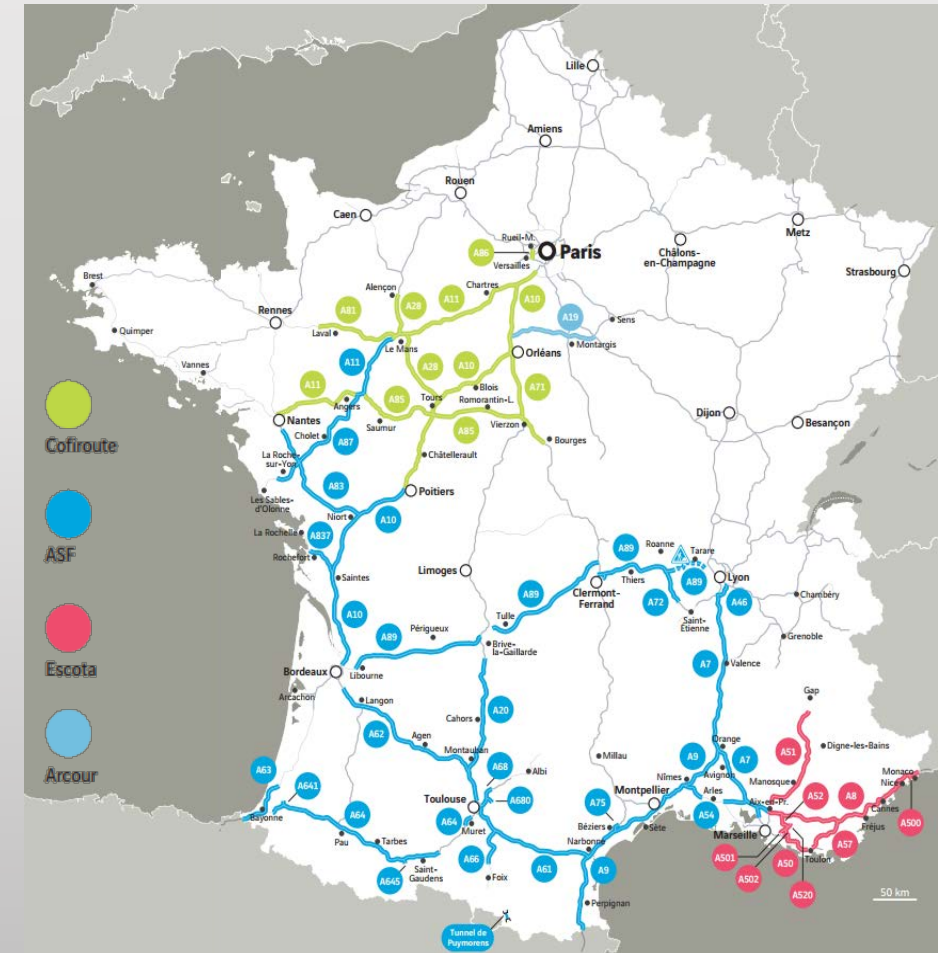 Lille
Amiens
Rouen
Caen
Rueil-M.
A86
Paris
Versailles
Metz
Châlons-
en-Champagne
Strasbourg
Brest
Alençon
Chartres
A28
A11
A10
A81
Rennes
A19
Sens
Quimper
Laval
Le Mans
Montargis
Orléans
Vannes
A11
A28
A10
Blois
A11
A85
Tours
Romorantin-L.
A71
Angers
Cofiroute
Nantes
Saumur
A85
Vierzon
Dijon
Besançon
Cholet
A87
Bourges
La Roche-
sur-Yon
Châtellerault
Les Sables-
d'Olonne
A83
Poitiers
Niort
A10
ASF
La Rochelle
A837
Rochefort
Roanne
Tarare
A89
Saintes
Limoges
Thiers
A89
Lyon
Clermont-
Ferrand
A72
A46
A89
Chambéry
A10
Tulle
Saint-
Étienne
Périgueux
A89
Grenoble
Brive-
la-Gaillarde
Escota
Bordeaux
Libourne
A7
Valence
Arcachon
Langon
Gap
A20
Cahors
A62
Arcour
Agen
Montauban
Millau
Orange
A51
Digne-les-Bains
A9
A7
A63
A68
Albi
Nîmes
Avignon
Manosque
Monaco
A641
Nice
A680
Montpellier
Arles
A52
A8
Toulouse
A75
Aix-en-Pr.
Cannes
Bayonne
A64
A64
Muret
Béziers
Sète
A54
A500
Marseille
Fréjus
Pau
Tarbes
Narbonne
A57
A66
A501
A50
Toulon
Saint-
Gaudens
A61
A9
A645
Foix
A502
A520
50 km
Perpignan
Tunnel de
Puymorens